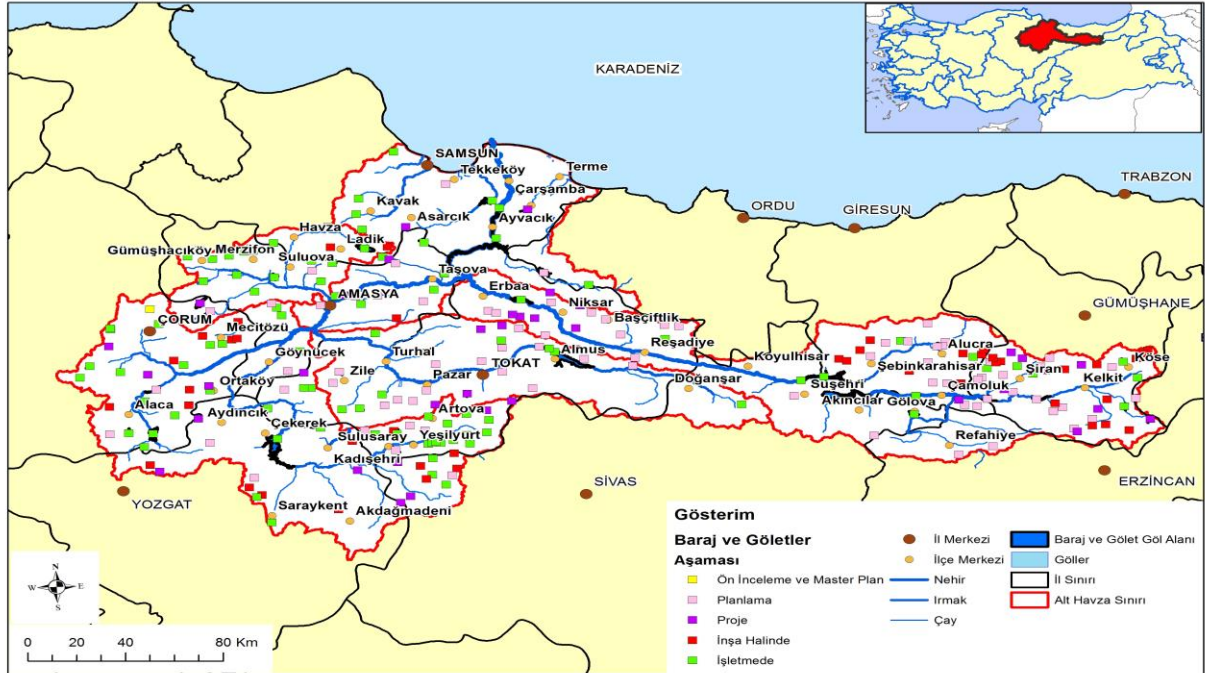 KARADENİZ
SAMSUN
Tekkeköy
Terme
Çarşamba
TRABZON
Kavak
Asarcık
Ayvacık
ORDU
GİRESUN
Havza
Ladik
Gümüşhacıköy
Merzifon
Suluova
Taşova
Erbaa
AMASYA
Niksar
GÜMÜŞHANE
ÇORUM
Mecitözü
Başçiftlik
Reşadiye
Göynücek
Turhal
Almus
Koyulhisar
Alucra
Köse
Şebinkarahisar
Şiran
Zile
Pazar
TOKAT
Doğanşar
Suşehri
Çamoluk
Kelkit
Ortaköy
Alaca
Aydıncık
Artova
Akıncılar
Gölova
Çekerek
Sulusaray
Yeşilyurt
Refahiye
Kadışehri
YOZGAT
SİVAS
ERZİNCAN
Saraykent
Akdağmadeni
N
W
E
S
0 20 40 80 Km
Gösterim
Baraj ve Göletler
Aşaması
Ön İnceleme ve Master Plan
Planlama
Proje
İnşa Halinde
İşletmede
İl Merkezi
İlçe Merkezi
Nehir
Irmak
Çay
Baraj ve Gölet Göl Alanı
Göller
İl Sınırı
Alt Havza Sınırı